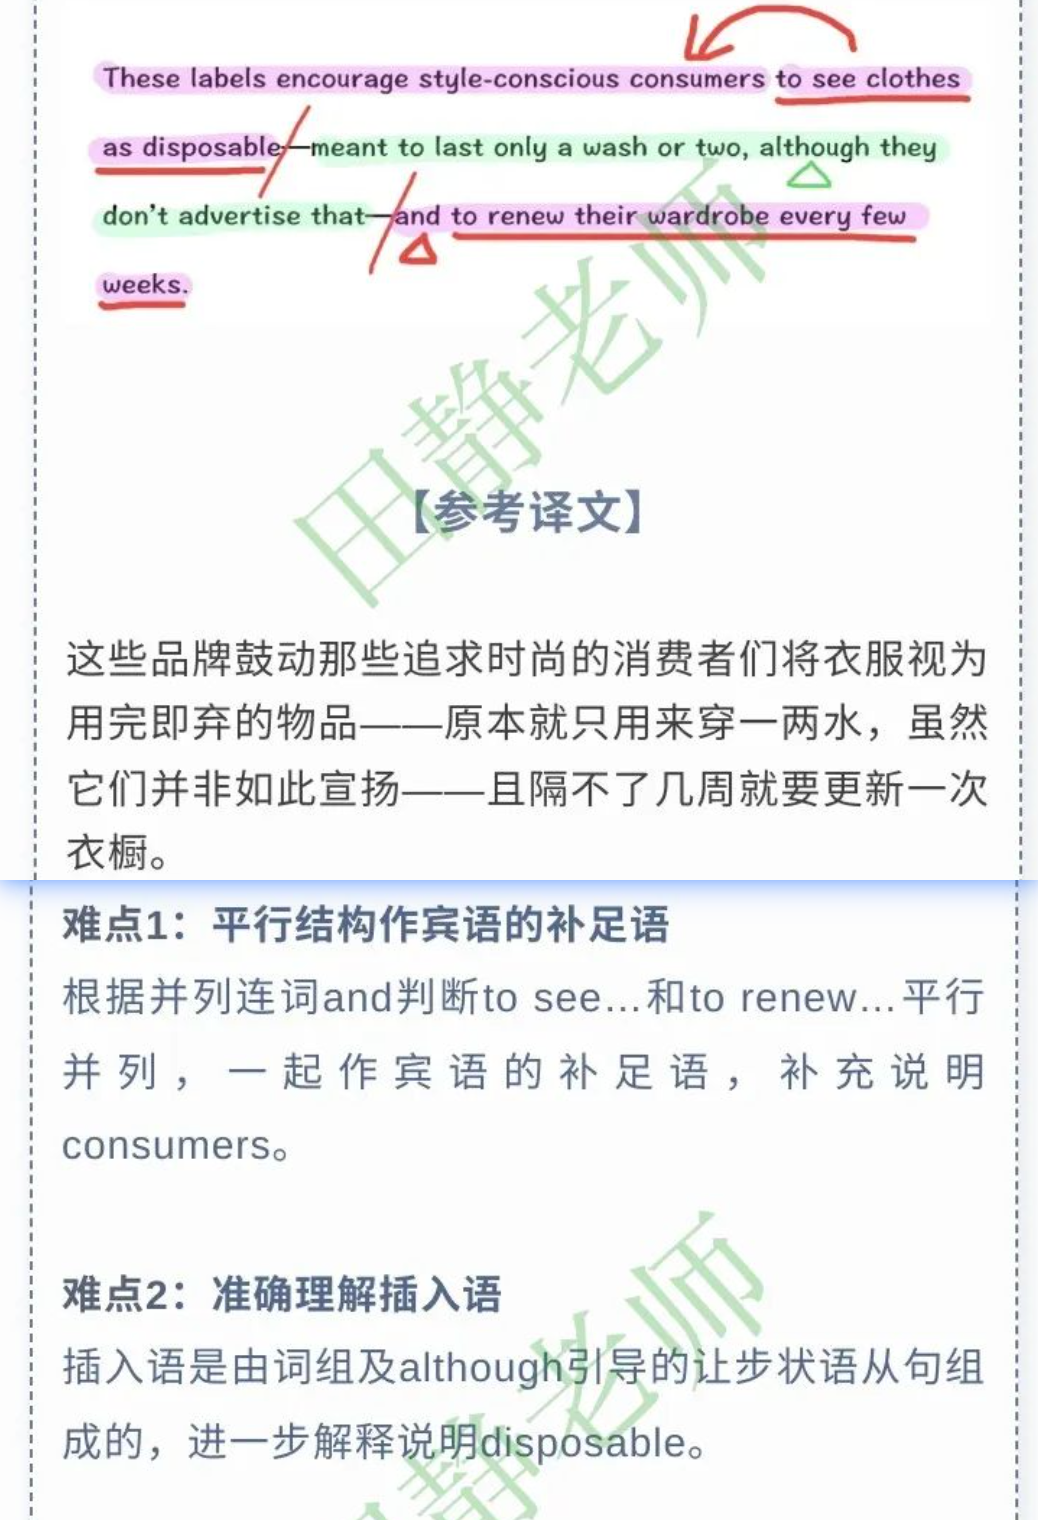 These labels encourage style-conscious consumers to see clothes
as disposable—meant to last only a wash or two, although they
don't advertise that—and to renew their wardrobe every few
weeks.
田静老师
【参考译文】
这些品牌鼓动那些追求时尚的消费者们将衣服视为
用完即弃的物品——原本就只用来穿一两水，虽然
它们并非如此宣扬——且隔不了几周就要更新一次
衣橱。
难点1：平行结构作宾语的补足语
根据并列连词and判断to see...和to renew...平行
并列，一起作宾语的补足语，补充说明
consumers。
难点2：准确理解插入语
插入语是由词组及although引导的让步状语从句组
成的，进一步解释说明disposable。
静老师